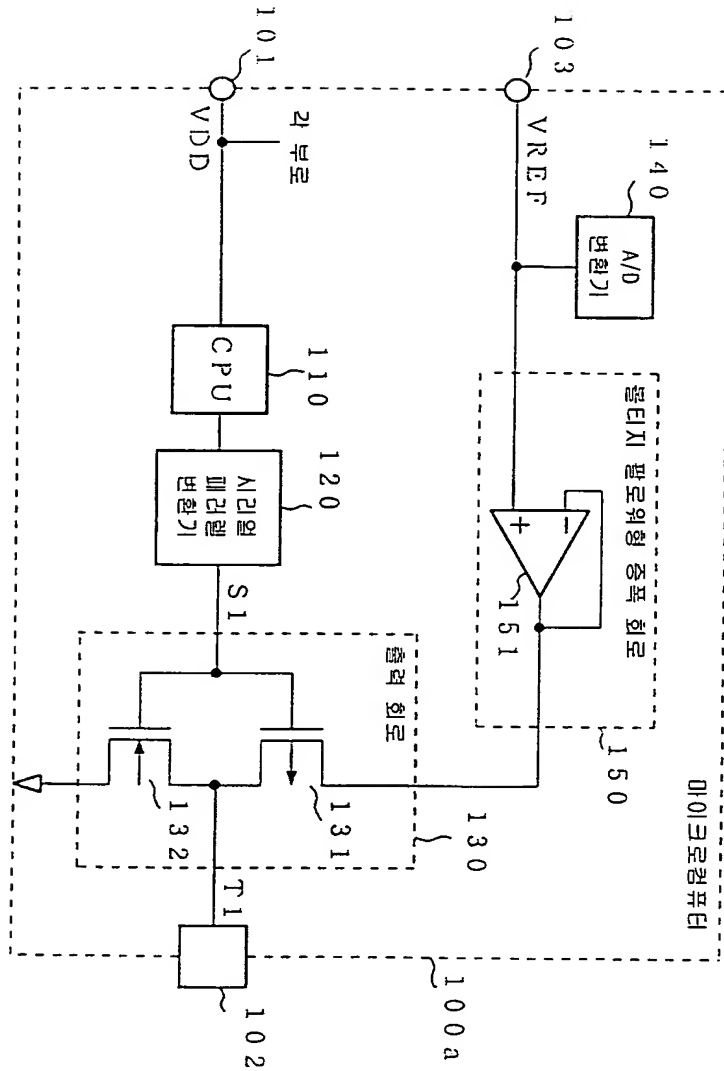 마이크로컴퓨터
100a
140
A/D
변환기
볼티지 팔로워형 증폭 회로
150
103
VREF
+
−
151
각 부로
101
VDD
110
CPU
120
시리얼
패러렐
변환기
S1
출력 회로
130
131
132
T1
102